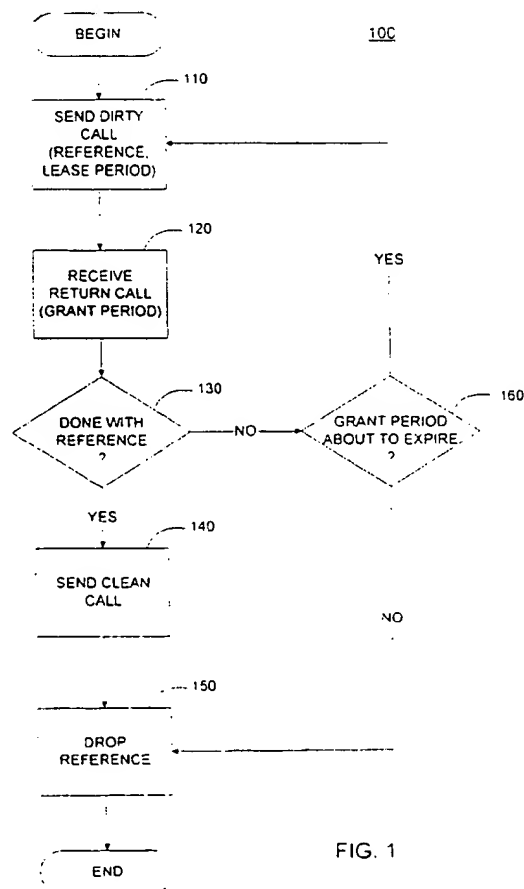 BEGIN
10C
110
SEND DIRTY
CALL
(REFERENCE,
LEASE PERIOD)
120
RECEIVE
RETURN CALL
(GRANT PERIOD)
YES
130
DONE WITH
REFERENCE
?
NO
160
GRANT PERIOD
ABOUT TO EXPIRE
?
YES
140
SEND CLEAN
CALL
NO
150
DROP
REFERENCE
END
FIG. 1